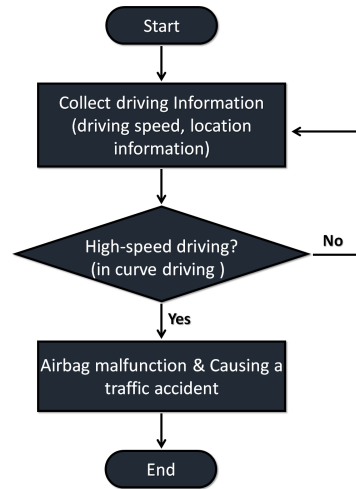 Start
Collect driving Information
(driving speed, location
information)
High-speed driving?
(in curve driving )
No
Yes
Airbag malfunction & Causing a
traffic accident
End